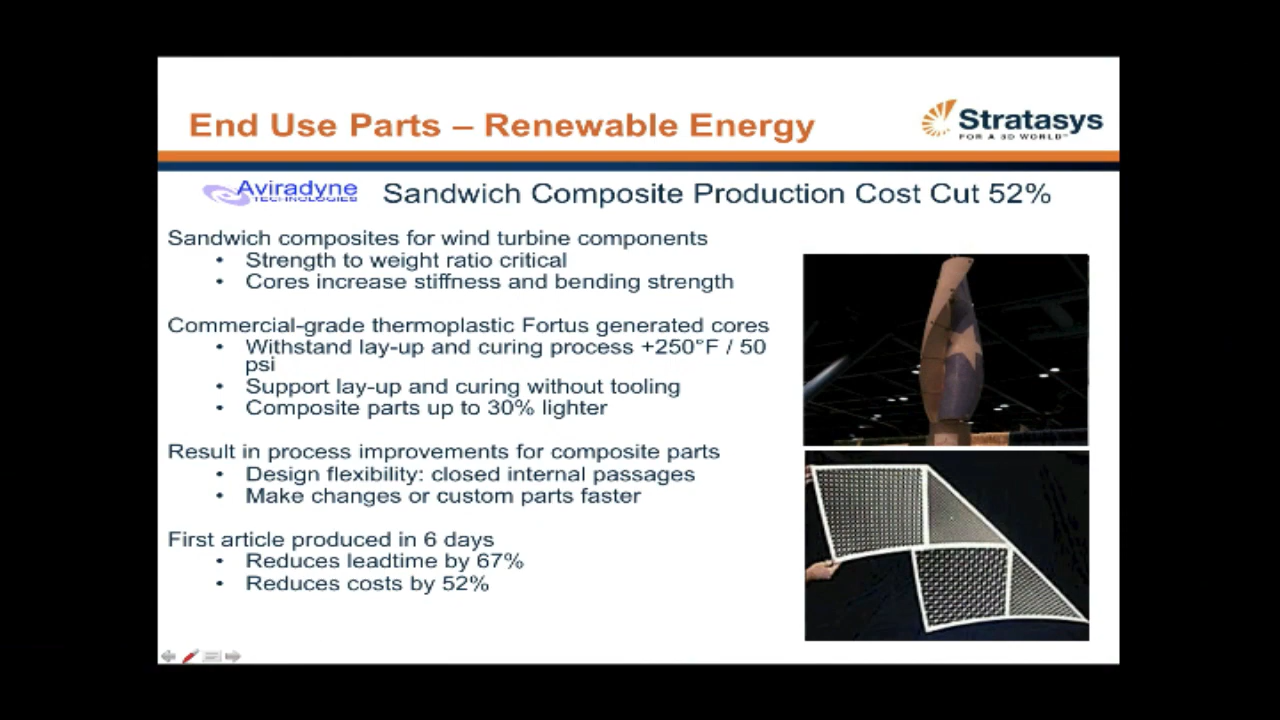 End Use Parts – Renewable Energy
Stratasys
FOR A 3D WORLD™
Aviradyne
TECHNOLOGIES
Sandwich Composite Production Cost Cut 52%
Sandwich composites for wind turbine components
• Strength to weight ratio critical
• Cores increase stiffness and bending strength
Commercial-grade thermoplastic Fortus generated cores
• Withstand lay-up and curing process +250°F / 50
psi
• Support lay-up and curing without tooling
• Composite parts up to 30% lighter
Result in process improvements for composite parts
• Design flexibility: closed internal passages
• Make changes or custom parts faster
First article produced in 6 days
• Reduces leadtime by 67%
• Reduces costs by 52%